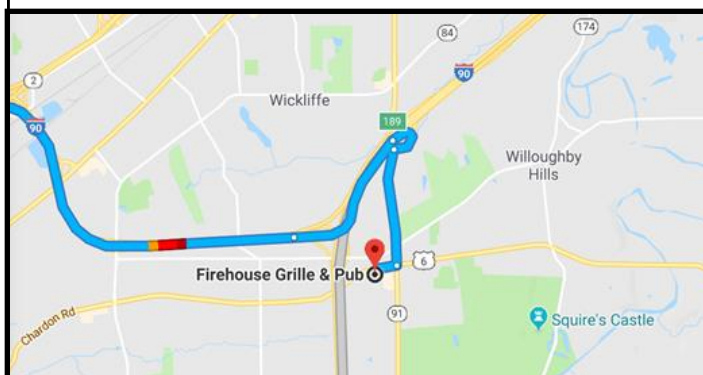 174
84
90
2
Wickliffe
189
90
Willoughby
Hills
6
Firehouse Grille & Pub
91
Squire's Castle
Chardon Rd